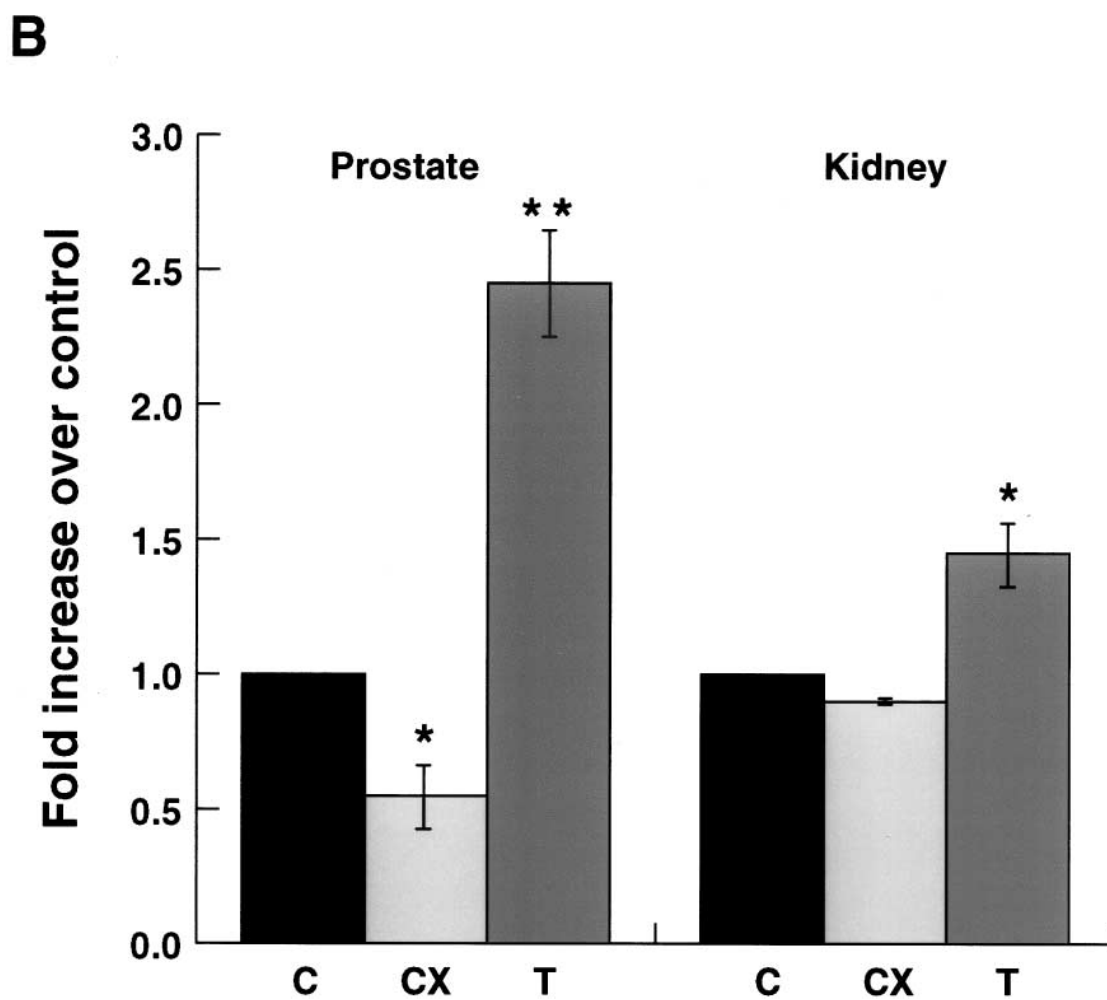 B
Fold increase over control
3.0
2.5
2.0
1.5
1.0
0.5
0.0
Prostate
Kidney
* *
*
*
C CX T C CX T